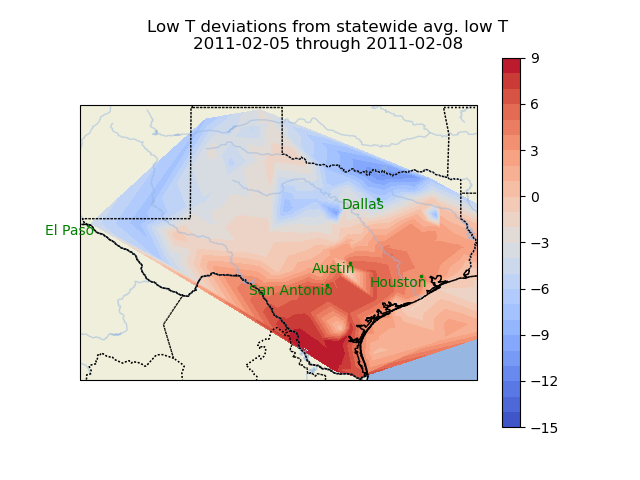 Low T deviations from statewide avg. low T
2011-02-05 through 2011-02-08
9
6
3
0
−3
−6
−9
−12
−15
Dallas
El Paso
Austin
Houston
San Antonio